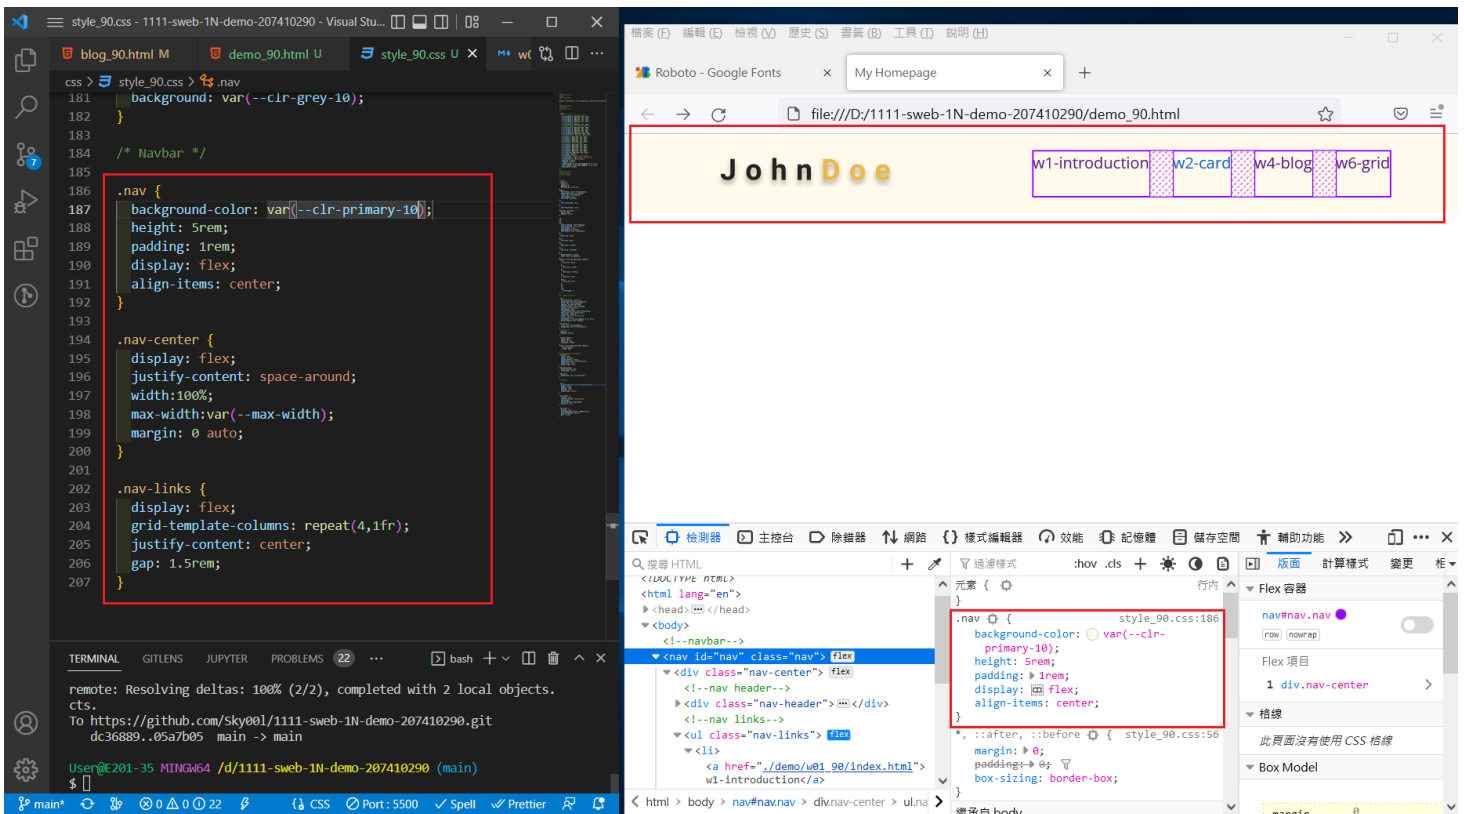 style_90.css - 1111-sweb-1N-demo-207410290 - Visual Stu...
blog_90.html M
demo_90.html U
style_90.css U
css > style_90.css > .nav
181 background: var(--clr-grey-10);
182 }
183
184 /* Navbar */
185
186 .nav {
187 background-color: var(--clr-primary-10);
188 height: 5rem;
189 padding: 1rem;
190 display: flex;
191 align-items: center;
192 }
193
194 .nav-center {
195 display: flex;
196 justify-content: space-around;
197 width:100%;
198 max-width:var(--max-width);
199 margin: 0 auto;
200 }
201
202 .nav-links {
203 display: flex;
204 grid-template-columns: repeat(4,1fr);
205 justify-content: center;
206 gap: 1.5rem;
207 }
7
TERMINAL GITLENS JUPYTER PROBLEMS 22 ... bash
remote: Resolving deltas: 100% (2/2), completed with 2 local objects.
cts.
To https://github.com/Sky00l/1111-sweb-1N-demo-207410290.git
dc36889..05a7b05 main -> main
User@E201-35 MINGW64 /d/1111-sweb-1N-demo-207410290 (main)
$
main* 0 0 22 CSS Port : 5500 Spell Prettier
檔案(F) 編輯(E) 檢視(V) 歷史(S) 書籤(B) 工具(T) 說明(H)
Roboto - Google Fonts
My Homepage
file:///D:/1111-sweb-1N-demo-207410290/demo_90.html
JohnDoe
w1-introduction w2-card w4-blog w6-grid
檢測器 主控台 除錯器 網路 樣式編輯器 效能 記憶體 儲存空間 輔助功能
搜尋 HTML
<!DOCTYPE html>
<html lang="en">
<head> </head>
<body>
<!--navbar-->
<nav id="nav" class="nav"> flex
<div class="nav-center"> flex
<!--nav header-->
<div class="nav-header"> </div>
<!--nav links-->
<ul class="nav-links"> flex
<li>
<a href="./demo/w01_90/index.html">
w1-introduction</a>
html > body > nav#nav.nav > div.nav-center > ul.na
過濾樣式 :hov .cls
元素 { 行內
}
.nav { style_90.css:186
background-color: var(--clr-
primary-10);
height: 5rem;
padding: 1rem;
display: flex;
align-items: center;
}
*, ::after, ::before { style_90.css:56
margin: 0;
padding: 0;
box-sizing: border-box;
}
繼承自 body
版面 計算樣式 變更
Flex 容器
nav#nav.nav
row nowrap
Flex 項目
1 div.nav-center
格線
此頁面沒有使用 CSS 格線
Box Model
margin 0